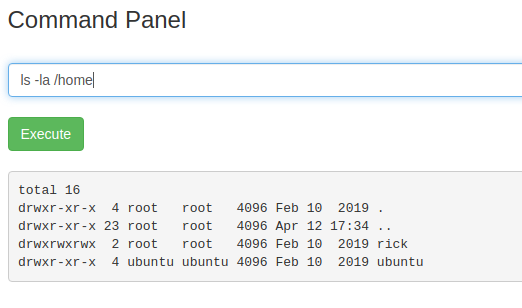 Command Panel
ls -la /home
Execute
total 16
drwxr-xr-x  4 root   root   4096 Feb 10  2019 .
drwxr-xr-x 23 root   root   4096 Apr 12 17:34 ..
drwxrwxrwx  2 root   root   4096 Feb 10  2019 rick
drwxr-xr-x  4 ubuntu ubuntu 4096 Feb 10  2019 ubuntu